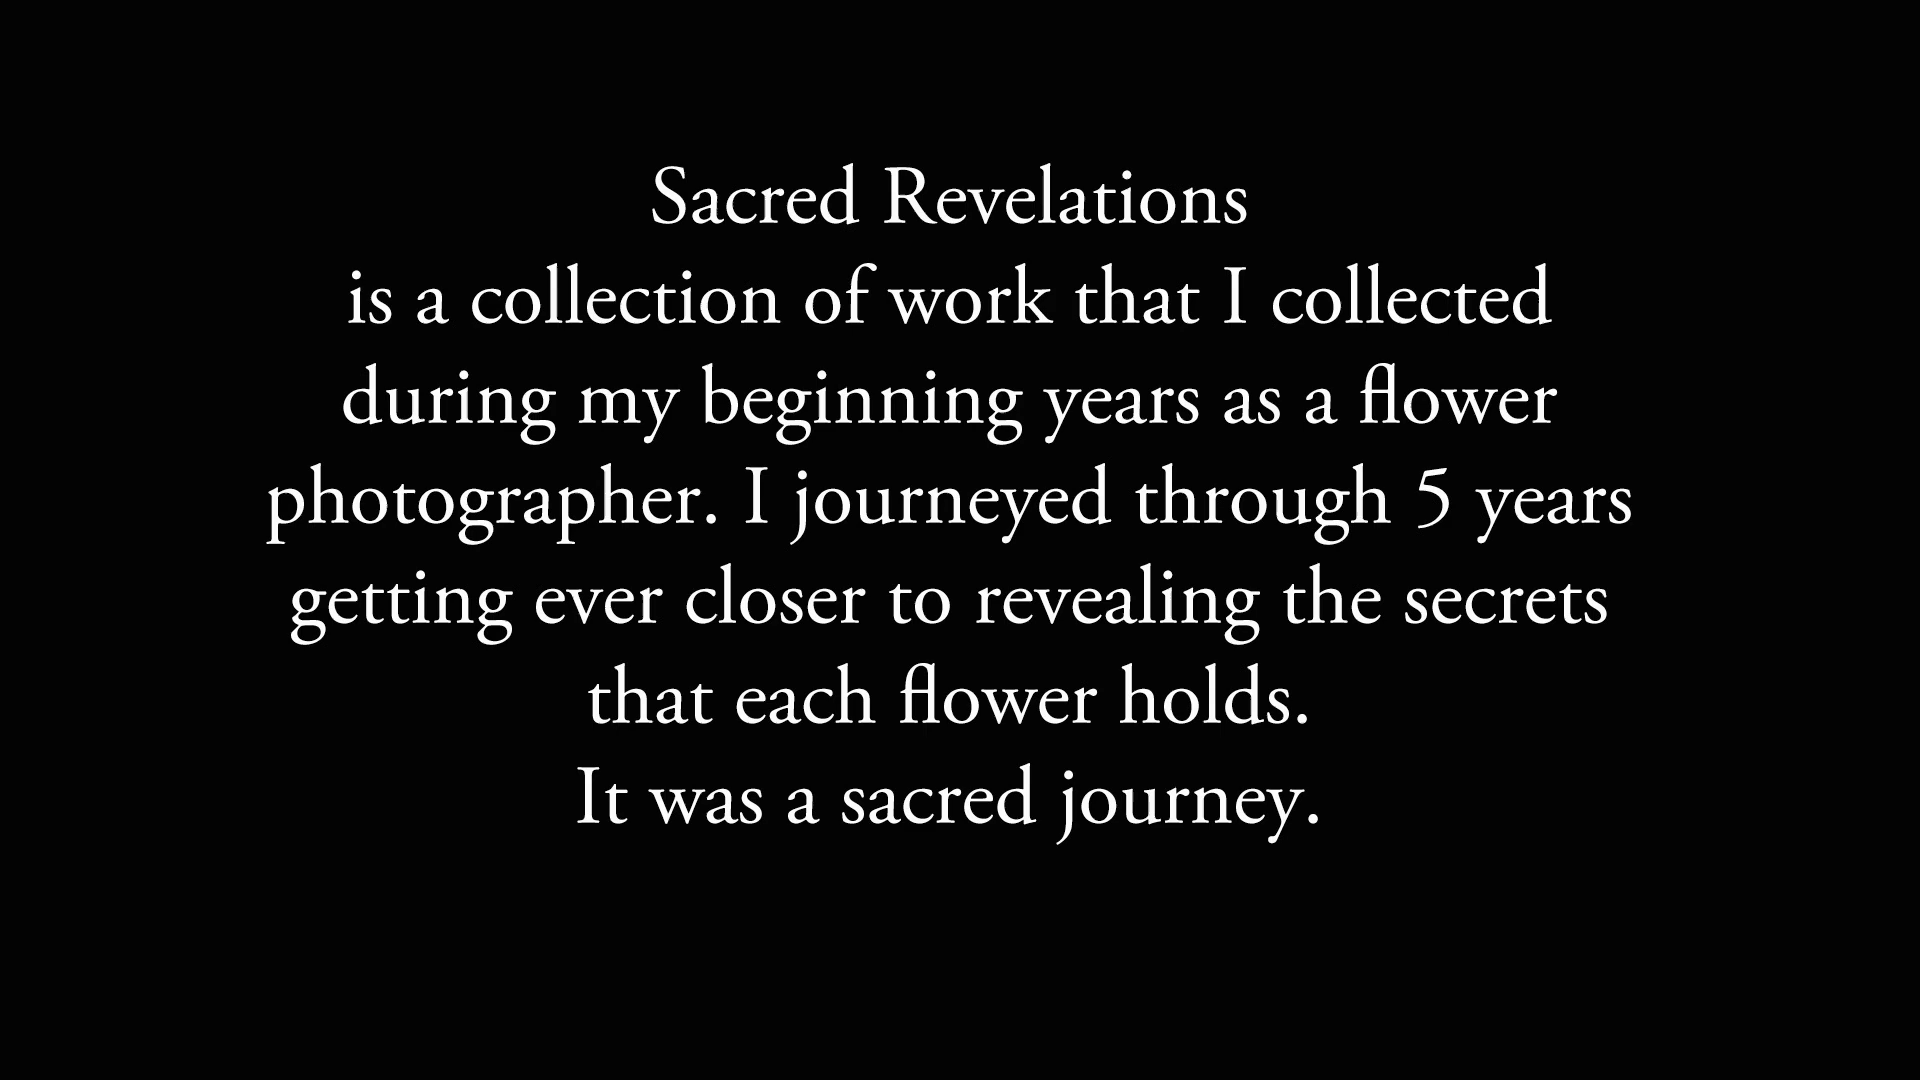 Sacred Revelations
is a collection of work that I collected
during my beginning years as a flower
photographer. I journeyed through 5 years
getting ever closer to revealing the secrets
that each flower holds.
It was a sacred journey.